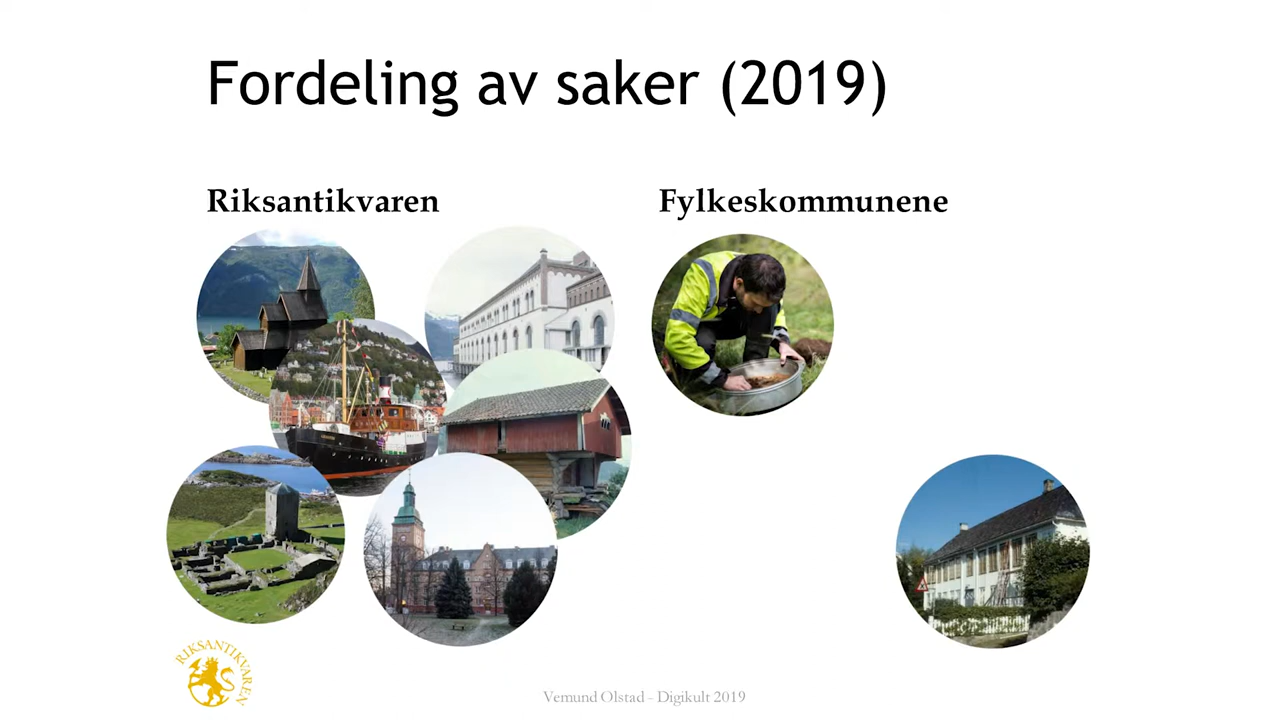 Fordeling av saker (2019)
Riksantikvaren
Fylkeskommunene
RIKSANTIKVAREN
Vemund Olstad - Digikult 2019